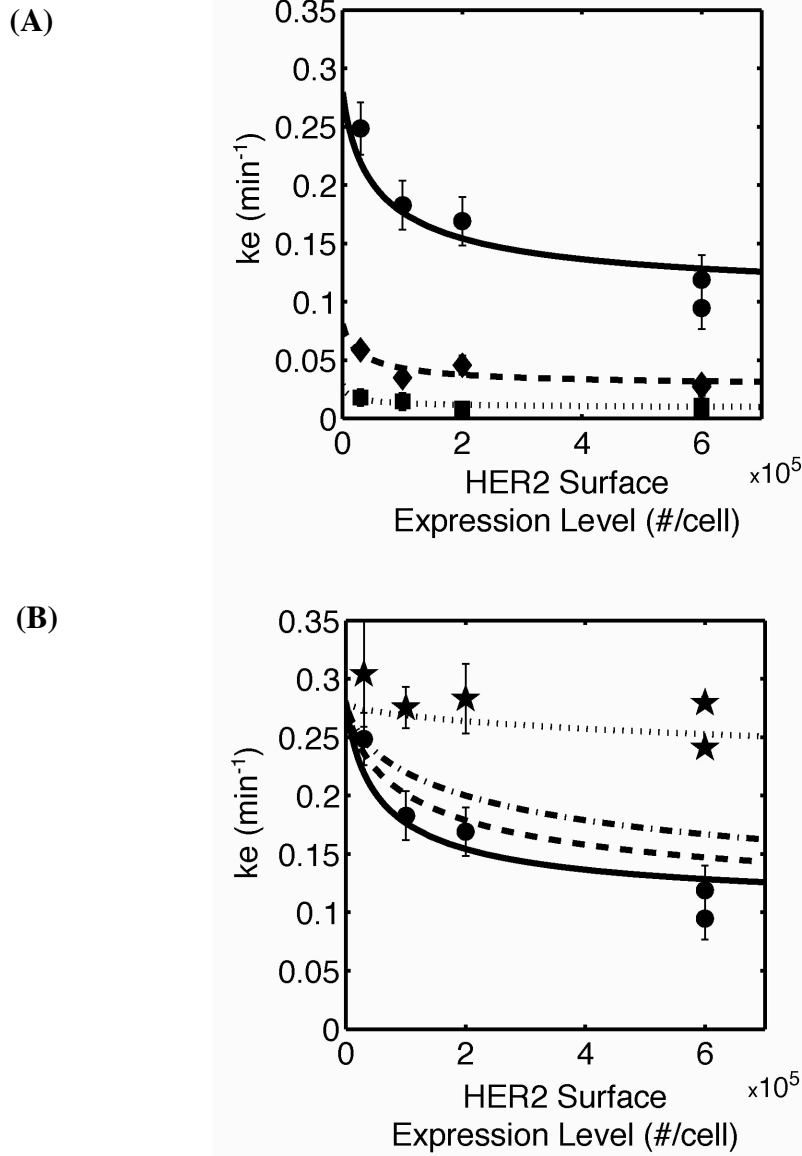 (A)
0.35
0.3
0.25
0.2
0.15
0.1
0.05
0
ke (min⁻¹)
0 2 4 6
x10⁵
HER2 Surface
Expression Level (#/cell)
(B)
0.35
0.3
0.25
0.2
0.15
0.1
0.05
0
ke (min⁻¹)
0 2 4 6
x10⁵
HER2 Surface
Expression Level (#/cell)